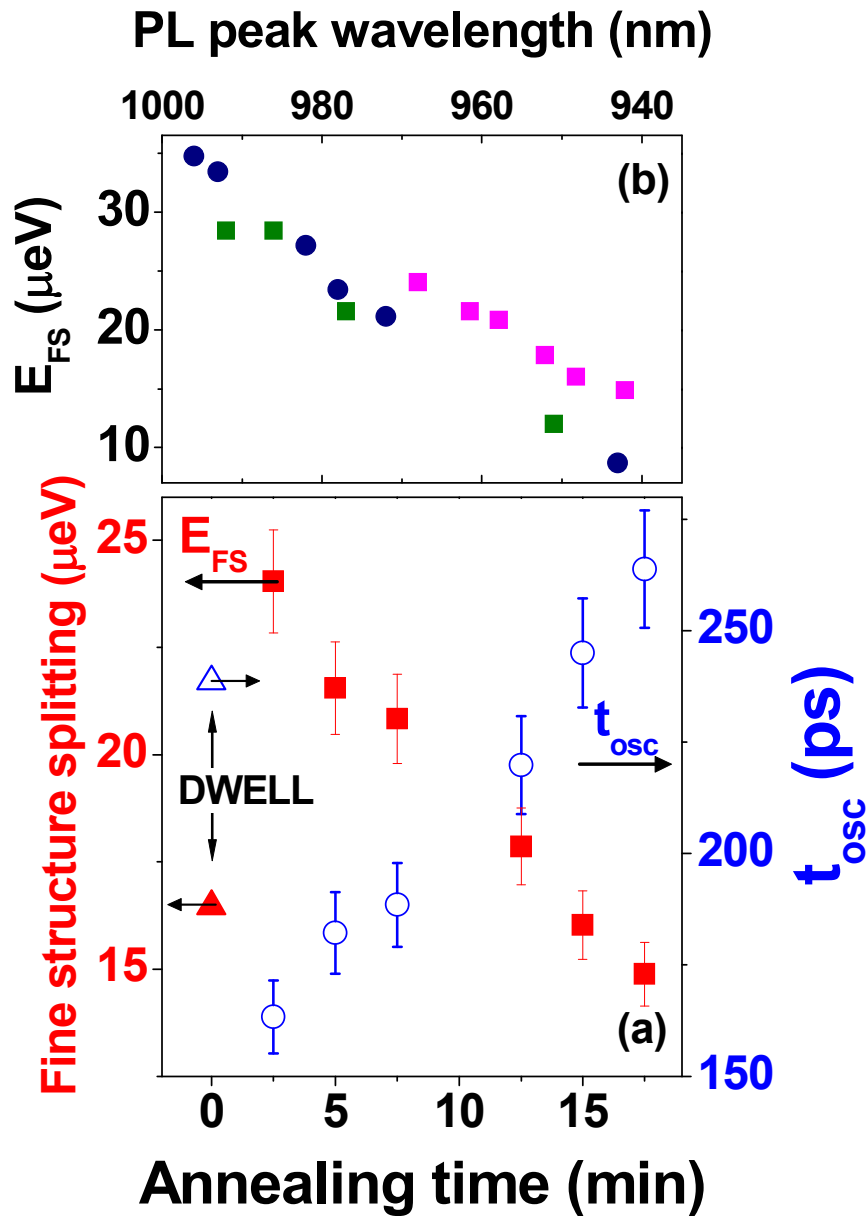 PL peak wavelength (nm)
1000 980 960 940
(b)
30
20
10
E_FS (μeV)
E_FS
25
20
15
Fine structure splitting (μeV)
DWELL
t_osc
250
200
150
t_osc (ps)
(a)
0 5 10 15
Annealing time (min)